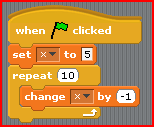 when clicked
set x to 5
repeat 10
change x by -1